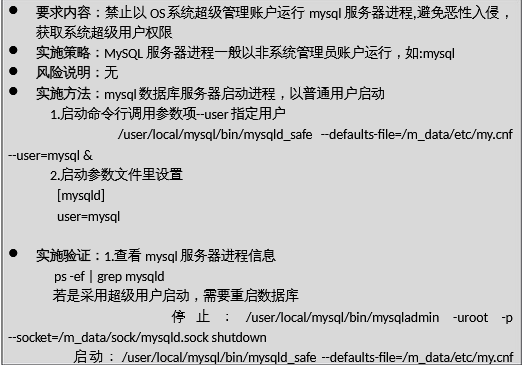 ● 要求内容：禁止以 OS系统超级管理账户运行 mysql 服务器进程,避免恶性入侵，
获取系统超级用户权限
● 实施策略：MySQL 服务器进程一般以非系统管理员账户运行，如:mysql
● 风险说明：无
● 实施方法：mysql数据库服务器启动进程，以普通用户启动
1.启动命令行调用参数项--user 指定用户
/user/local/mysql/bin/mysqld_safe --defaults-file=/m_data/etc/my.cnf
--user=mysql &
2.启动参数文件里设置
[mysqld]
user=mysql
● 实施验证：1.查看 mysql 服务器进程信息
ps -ef | grep mysqld
若是采用超级用户启动，需要重启数据库
停 止 ： /user/local/mysql/bin/mysqladmin -uroot -p
--socket=/m_data/sock/mysqld.sock shutdown
启动：/user/local/mysql/bin/mysqld_safe --defaults-file=/m_data/etc/my.cnf